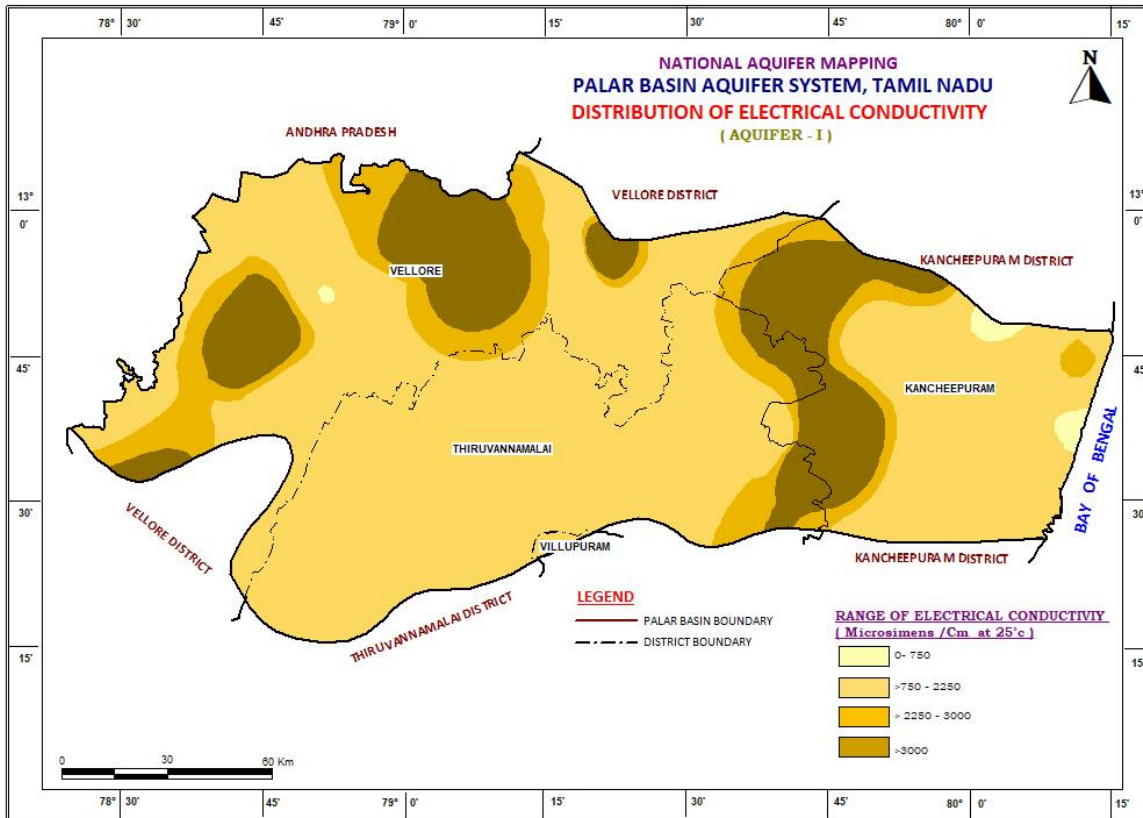 78° 30' 45' 79° 0' 15' 30' 45' 80° 0' 15'
NATIONAL AQUIFER MAPPING
PALAR BASIN AQUIFER SYSTEM, TAMIL NADU
DISTRIBUTION OF ELECTRICAL CONDUCTIVITY
( AQUIFER - I )
N
ANDHRA PRADESH
13° 0'
VELLORE DISTRICT
13° 0'
KANCHEEPURAM DISTRICT
VELLORE
45'
45'
KANCHEEPURAM
THIRUVANNAMALAI
BAY OF BENGAL
30'
30'
VELLORE DISTRICT
VILLUPURAM
KANCHEEPURAM DISTRICT
THIRUVANNAMALAI DISTRICT
LEGEND
PALAR BASIN BOUNDARY
DISTRICT BOUNDARY
RANGE OF ELECTRICAL CONDUCTIVIY
( Microsimens /Cm at 25°c )
0- 750
>750 - 2250
> 2250 - 3000
>3000
15'
15'
0 30 60 Km
78° 30' 45' 79° 0' 15' 30' 45' 80° 0' 15'